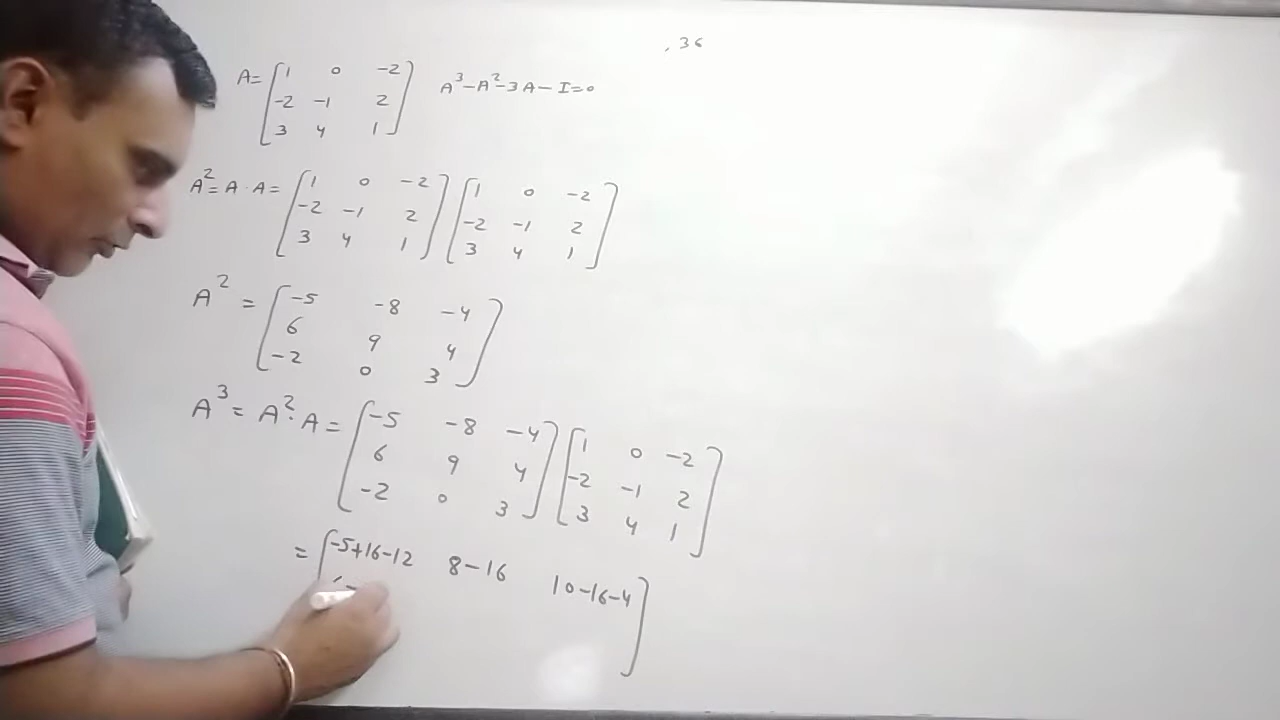 , 36
A = [ 1 0 -2 A³ - A² - 3A - I = 0
-2 -1 2
3 4 1 ]
A² = A · A = [ 1 0 -2 ] [ 1 0 -2 ]
-2 -1 2 -2 -1 2
3 4 1 3 4 1
A² = [ -5 -8 -4 ]
6 9 4
-2 0 3
A³ = A² · A = [ -5 -8 -4 ] [ 1 0 -2 ]
6 9 4 -2 -1 2
-2 0 3 3 4 1
= [ -5+16-12 8-16 10-16-4 ]